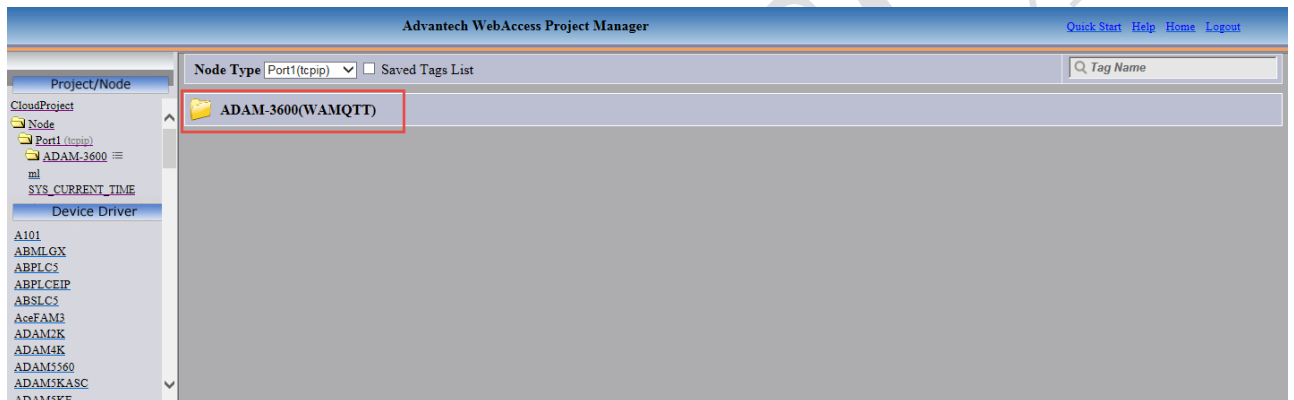 Advantech WebAccess Project Manager
Quick Start Help Home Logout
Project/Node
CloudProject
Node
Port1 (tcpip)
ADAM-3600
ml
SYS_CURRENT_TIME
Device Driver
A101
ABMLGX
ABPLC5
ABPLCEIP
ABSLC5
AceFAM3
ADAM2K
ADAM4K
ADAM5560
ADAM5KASC
ADAM5KE
Node Type Port1(tcpip) Saved Tags List
Tag Name
ADAM-3600(WAMQTT)